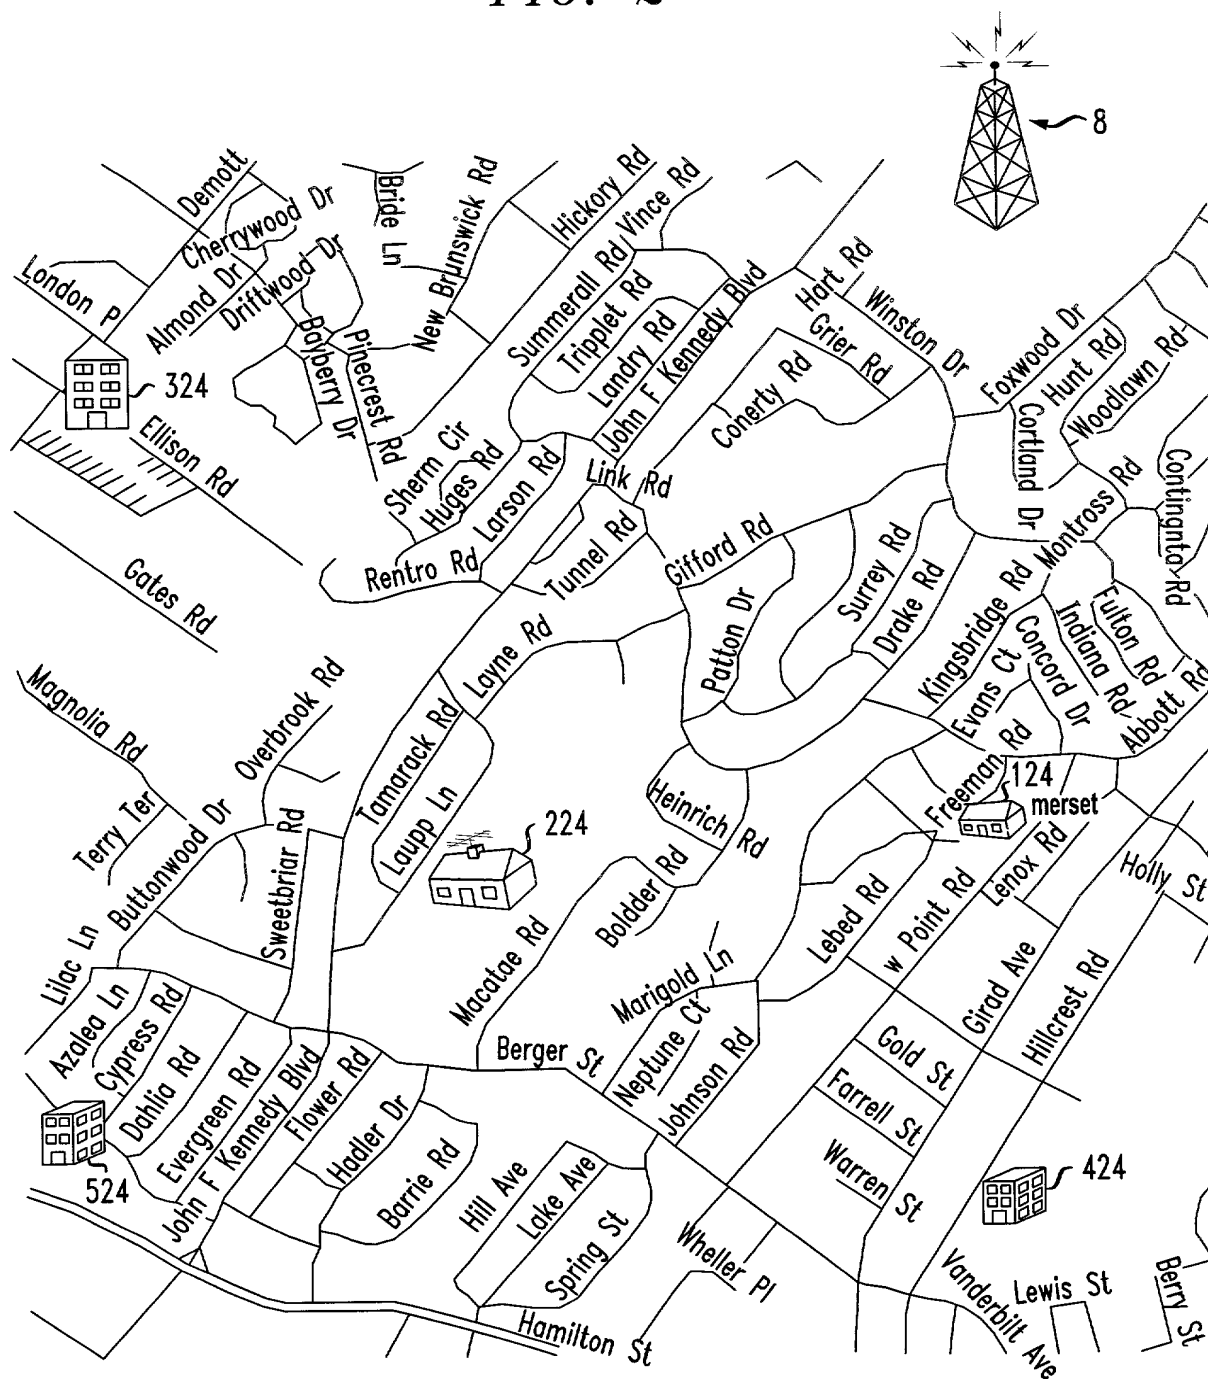 FIG. 2
8
Demott
Cherrywood Dr
Bride Ln
New Brunswick Rd
Hickory Rd
Vince Rd
London P
Almond Dr
Driftwood Dr
Summerall Rd
Tripplet Rd
Landry Rd
John F Kennedy Blvd
Hart Rd
Winston Dr
Grier Rd
Foxwood Dr
Hunt Rd
Woodlawn Rd
324
Bayberry Dr
Pinecrest Rd
Conerty Rd
Cortland Dr
Ellison Rd
Sherm Cir
Huges Rd
Larson Rd
Link Rd
Montross Rd
Contingnta Rd
Gates Rd
Rentro Rd
Tunnel Rd
Gifford Rd
Surrey Rd
Drake Rd
Patton Dr
Kingsbridge Rd
Evans Ct
Concord Dr
Indiana Rd
Fulton Rd
Abbott Rd
Magnolia Rd
Overbrook Rd
Layne Rd
Tamarack Rd
Laupp Ln
Terry Ter
Buttonwood Dr
Sweetbriar Rd
224
Heinrich Rd
Freeman Rd
124
merset
Lenox Rd
Holly St
Lilac Ln
Boldder Rd
Macatae Rd
Lebed Rd
w Point Rd
Girad Ave
Hillcrest Rd
Azalea Ln
Cypress Rd
Dahlia Rd
Evergreen Rd
John F Kennedy Blvd
Flower Rd
Berger St
Marigold Ln
Neptune Ct
Johnson Rd
Gold St
Farrell St
Warren St
524
Hadler Dr
Barrie Rd
Hill Ave
Lake Ave
Spring St
424
Wheller Pl
Vanderbilt Ave
Lewis St
Berry St
Hamilton St